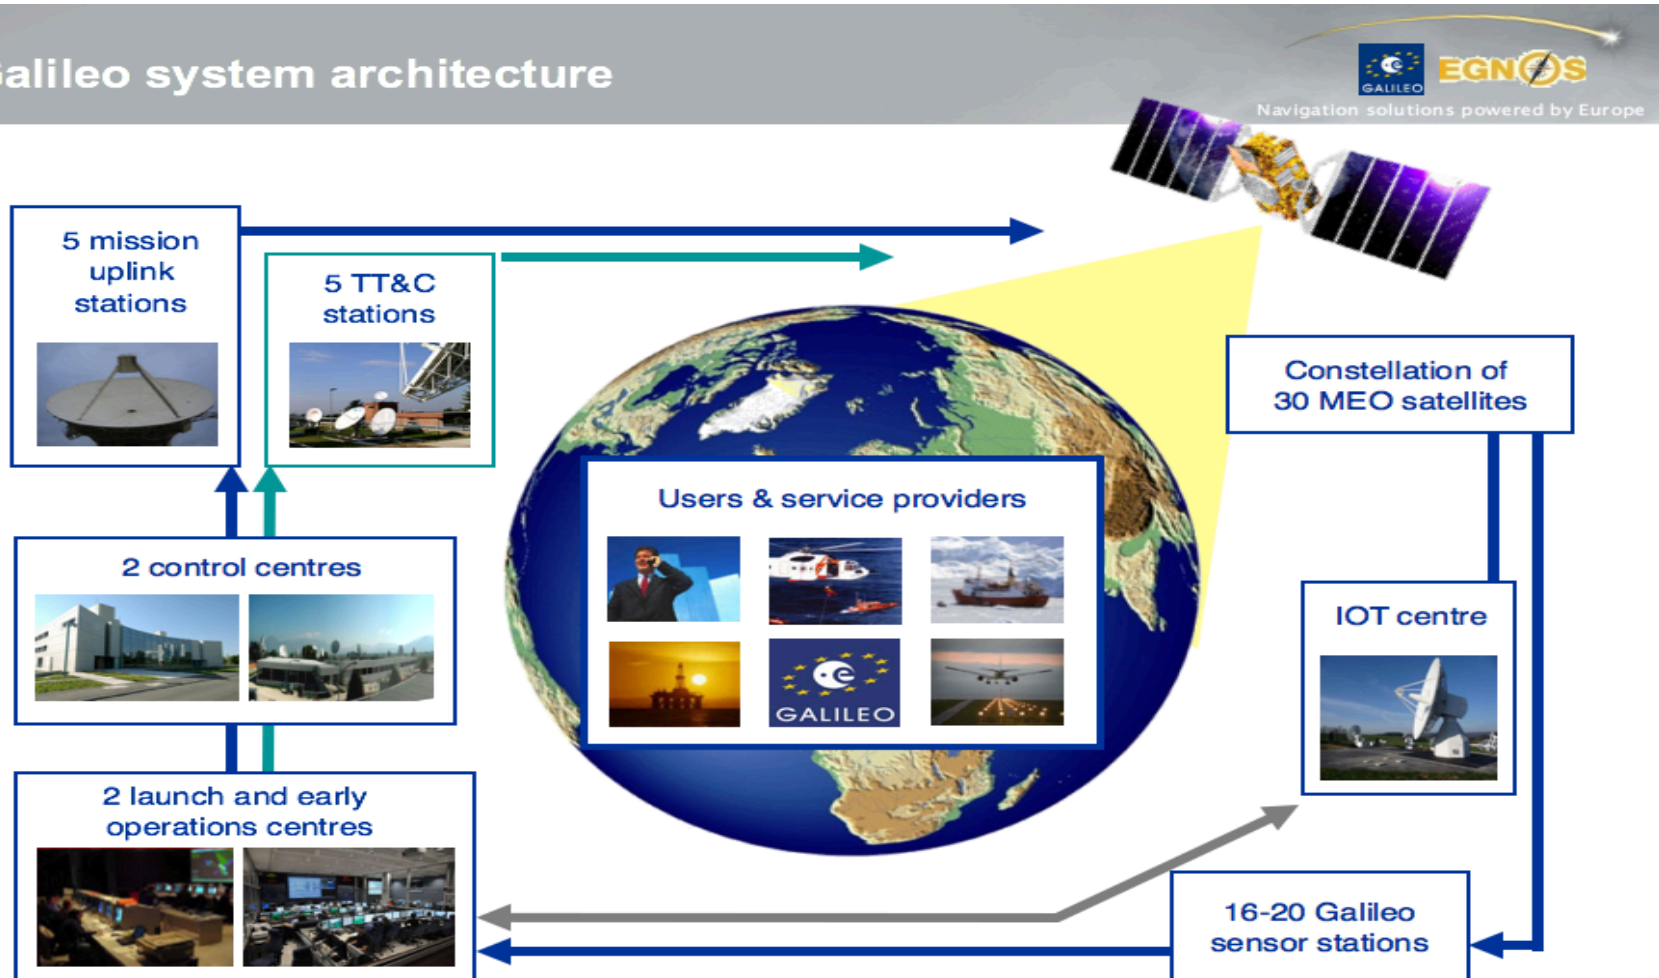 Galileo system architecture
GALILEO
EGNOS
Navigation solutions powered by Europe
5 mission
uplink
stations
5 TT&C
stations
Constellation of
30 MEO satellites
Users & service providers
GALILEO
2 control centres
IOT centre
2 launch and early
operations centres
16-20 Galileo
sensor stations